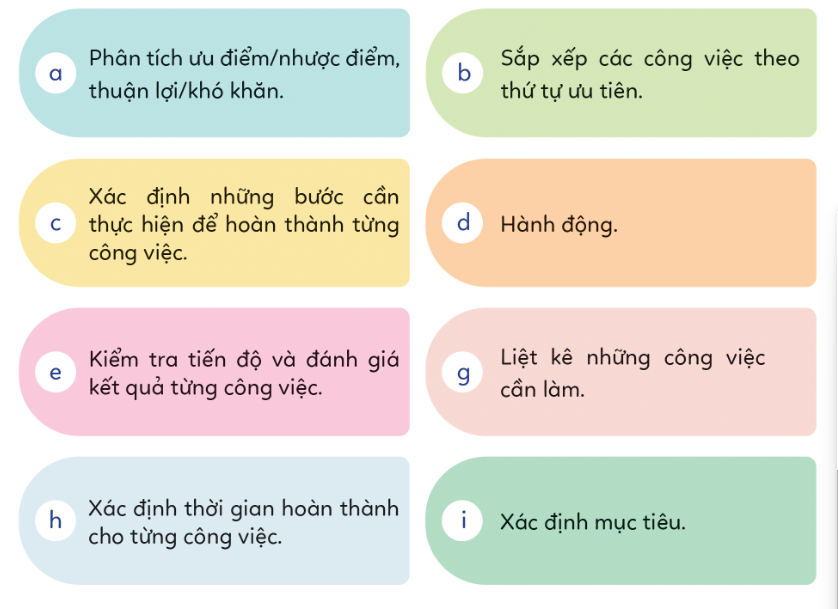 a
Phân tích ưu điểm/nhược điểm,
thuận lợi/khó khăn.
b
Sắp xếp các công việc theo
thứ tự ưu tiên.
c
Xác định những bước cần
thực hiện để hoàn thành từng
công việc.
d
Hành động.
e
Kiểm tra tiến độ và đánh giá
kết quả từng công việc.
g
Liệt kê những công việc
cần làm.
h
Xác định thời gian hoàn thành
cho từng công việc.
i
Xác định mục tiêu.